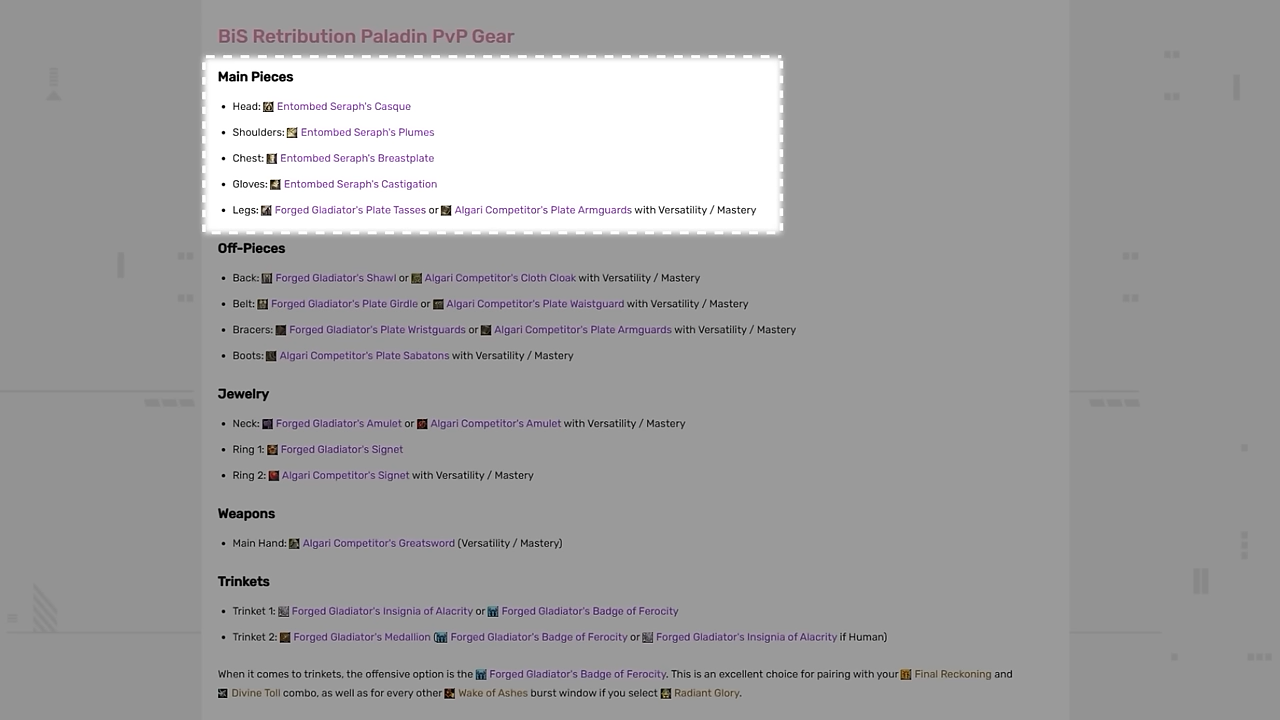 BiS Retribution Paladin PvP Gear
Main Pieces
• Head: Entombed Seraph's Casque
• Shoulders: Entombed Seraph's Plumes
• Chest: Entombed Seraph's Breastplate
• Gloves: Entombed Seraph's Castigation
• Legs: Forged Gladiator's Plate Tasses or Algari Competitor's Plate Armguards with Versatility / Mastery
Off-Pieces
• Back: Forged Gladiator's Shawl or Algari Competitor's Cloth Cloak with Versatility / Mastery
• Belt: Forged Gladiator's Plate Girdle or Algari Competitor's Plate Waistguard with Versatility / Mastery
• Bracers: Forged Gladiator's Plate Wristguards or Algari Competitor's Plate Armguards with Versatility / Mastery
• Boots: Algari Competitor's Plate Sabatons with Versatility / Mastery
Jewelry
• Neck: Forged Gladiator's Amulet or Algari Competitor's Amulet with Versatility / Mastery
• Ring 1: Forged Gladiator's Signet
• Ring 2: Algari Competitor's Signet with Versatility / Mastery
Weapons
• Main Hand: Algari Competitor's Greatsword (Versatility / Mastery)
Trinkets
• Trinket 1: Forged Gladiator's Insignia of Alacrity or Forged Gladiator's Badge of Ferocity
• Trinket 2: Forged Gladiator's Medallion (Forged Gladiator's Badge of Ferocity or Forged Gladiator's Insignia of Alacrity if Human)
When it comes to trinkets, the offensive option is the Forged Gladiator's Badge of Ferocity. This is an excellent choice for pairing with your Final Reckoning and
Divine Toll combo, as well as for every other Wake of Ashes burst window if you select Radiant Glory.